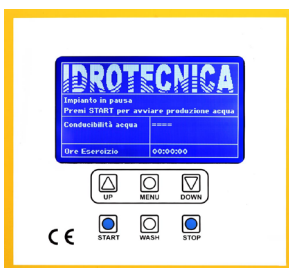 IDROTECNICA
Impianto in pausa
Premi START per avviare produzione acqua
Conducibilità acqua ====
Ore Esercizio 00:00:00
UP MENU DOWN
CE START WASH STOP